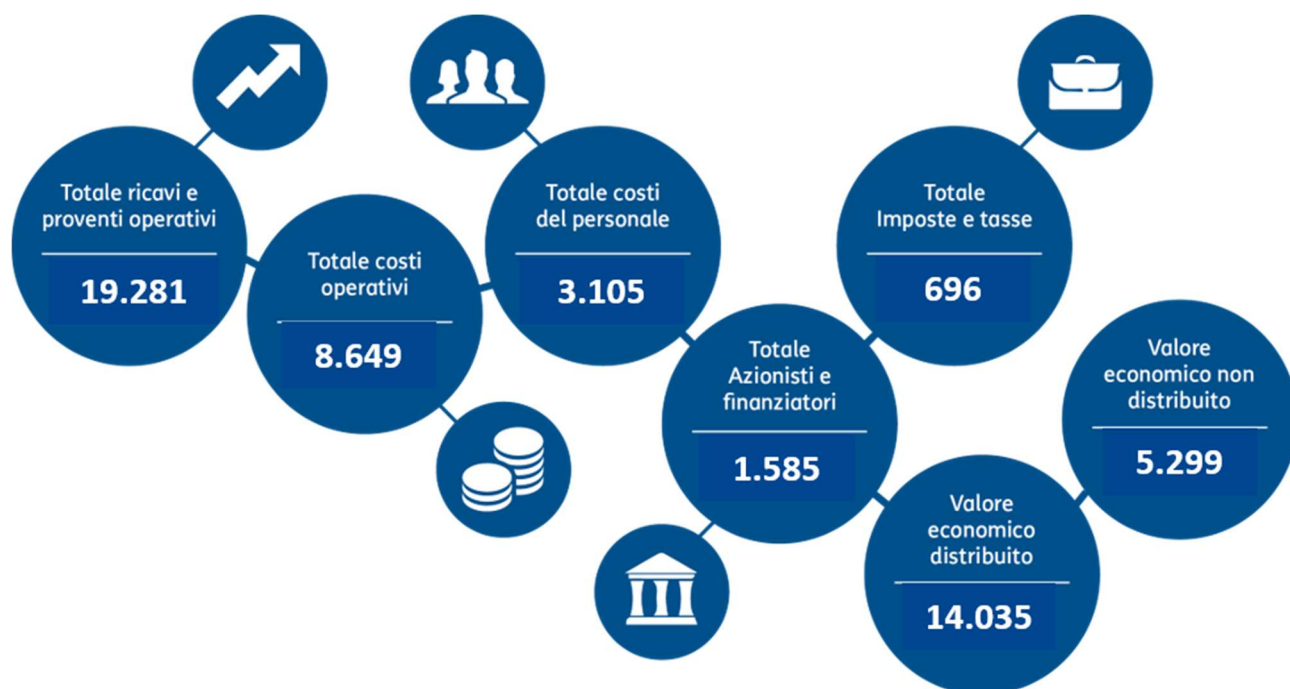 Totale ricavi e
proventi operativi
19.281
Totale costi
operativi
8.649
Totale costi
del personale
3.105
Totale
Azionisti e
finanziatori
1.585
Totale
Imposte e tasse
696
Valore
economico
distribuito
14.035
Valore
economico non
distribuito
5.299